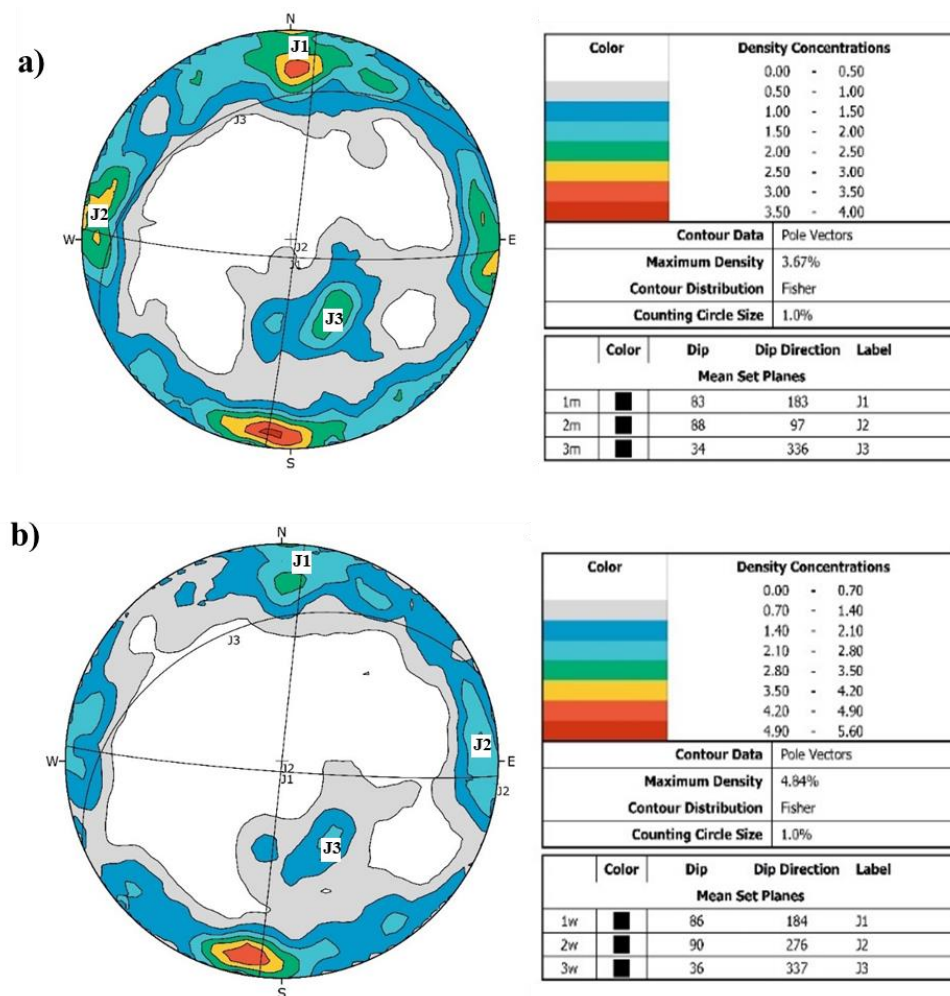 a)
N
J1
J3
J2
W
E
J2
J1
J3
S
Color Density Concentrations
0.00 - 0.50
0.50 - 1.00
1.00 - 1.50
1.50 - 2.00
2.00 - 2.50
2.50 - 3.00
3.00 - 3.50
3.50 - 4.00
Contour Data Pole Vectors
Maximum Density 3.67%
Contour Distribution Fisher
Counting Circle Size 1.0%
Color Dip Dip Direction Label
Mean Set Planes
1m 83 183 J1
2m 88 97 J2
3m 34 336 J3
b)
N
J1
J3
J2
W
E
J2
J1
J2
J3
S
Color Density Concentrations
0.00 - 0.70
0.70 - 1.40
1.40 - 2.10
2.10 - 2.80
2.80 - 3.50
3.50 - 4.20
4.20 - 4.90
4.90 - 5.60
Contour Data Pole Vectors
Maximum Density 4.84%
Contour Distribution Fisher
Counting Circle Size 1.0%
Color Dip Dip Direction Label
Mean Set Planes
1w 86 184 J1
2w 90 276 J2
3w 36 337 J3